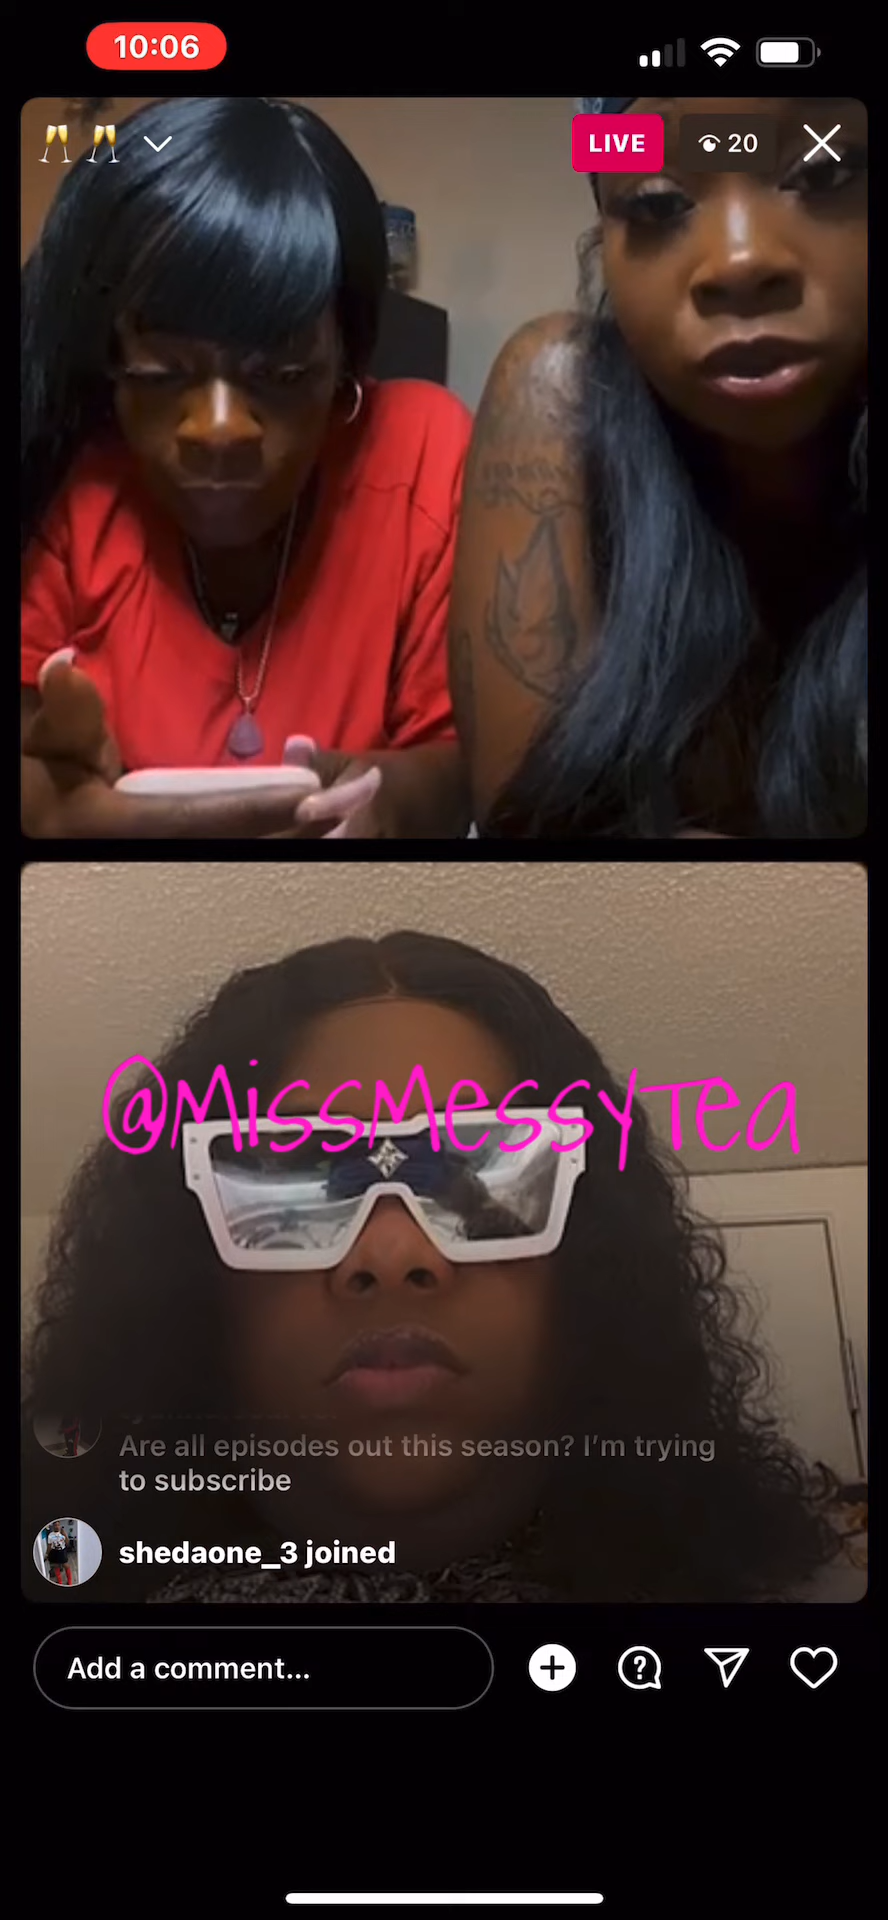 10:06
LIVE
20
@MissMessyTea
Are all episodes out this season? I'm trying
to subscribe
shedaone_3 joined
Add a comment...